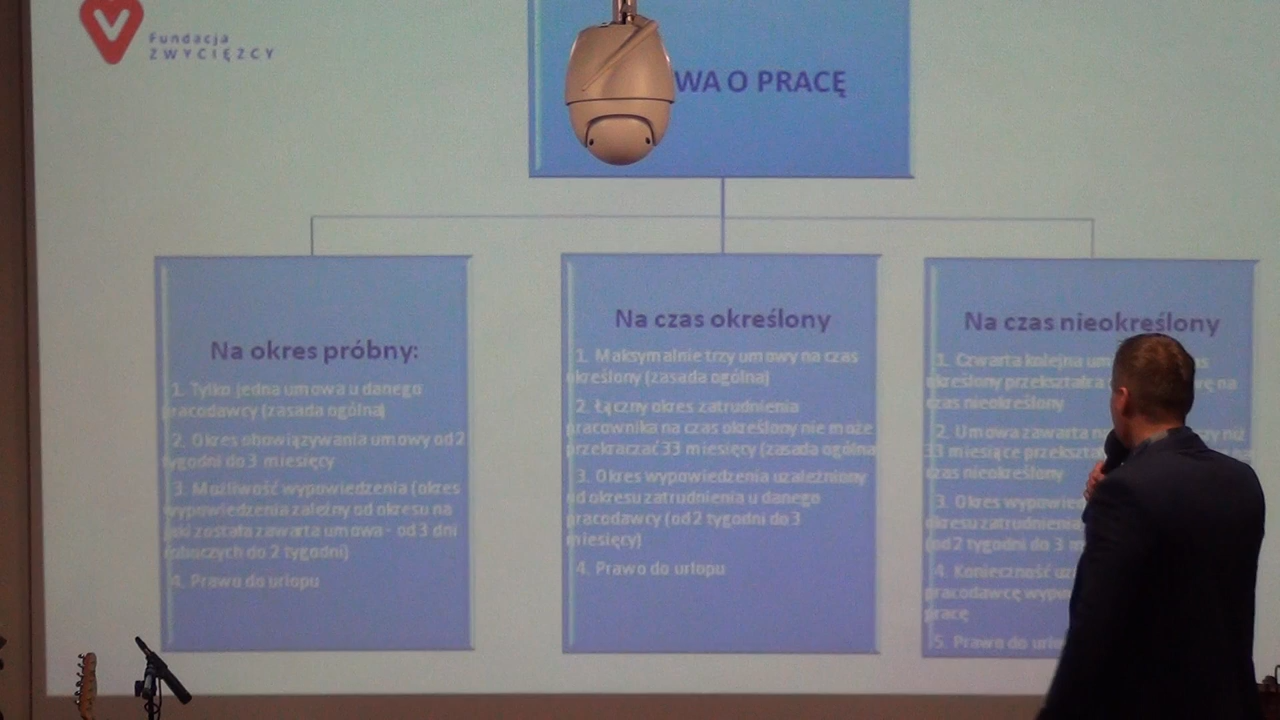 Fundacja
ZWYCIĘZCY
WA O PRACĘ
Na okres próbny:
1. Tylko jedna umowa u danego
racodawcy (zasada ogólna)
2. Okres obowiązywania umowy od 2
tygodni do 3 miesięcy
3. Możliwość wypowiedzenia (okres
wypowiedzenia zależny od okresu na
jaki została zawarta umowa - od 3 dni
roboczych do 2 tygodni)
4. Prawo do urlopu
Na czas określony
1. Maksymalnie trzy umowy na czas
określony (zasada ogólna)
2. Łączny okres zatrudnienia
pracownika na czas określony nie może
przekraczać 33 miesięcy (zasada ogólna
3. Okres wypowiedzenia uzależniony
od okresu zatrudnienia u danego
pracodawcy (od 2 tygodni do 3
miesięcy)
4. Prawo do urlopu
Na czas nieokreślony
1. Czwarta kolejna
określony przekształca na
czas nieokreślony
2. Umowa zawarta niż
33 miesiące
czas nieokreślony
3. Okres
okresu zatrudnienia
(od 2 tygodni do 3
4. Konieczność
pracodawcę
pracę
5. Prawo do